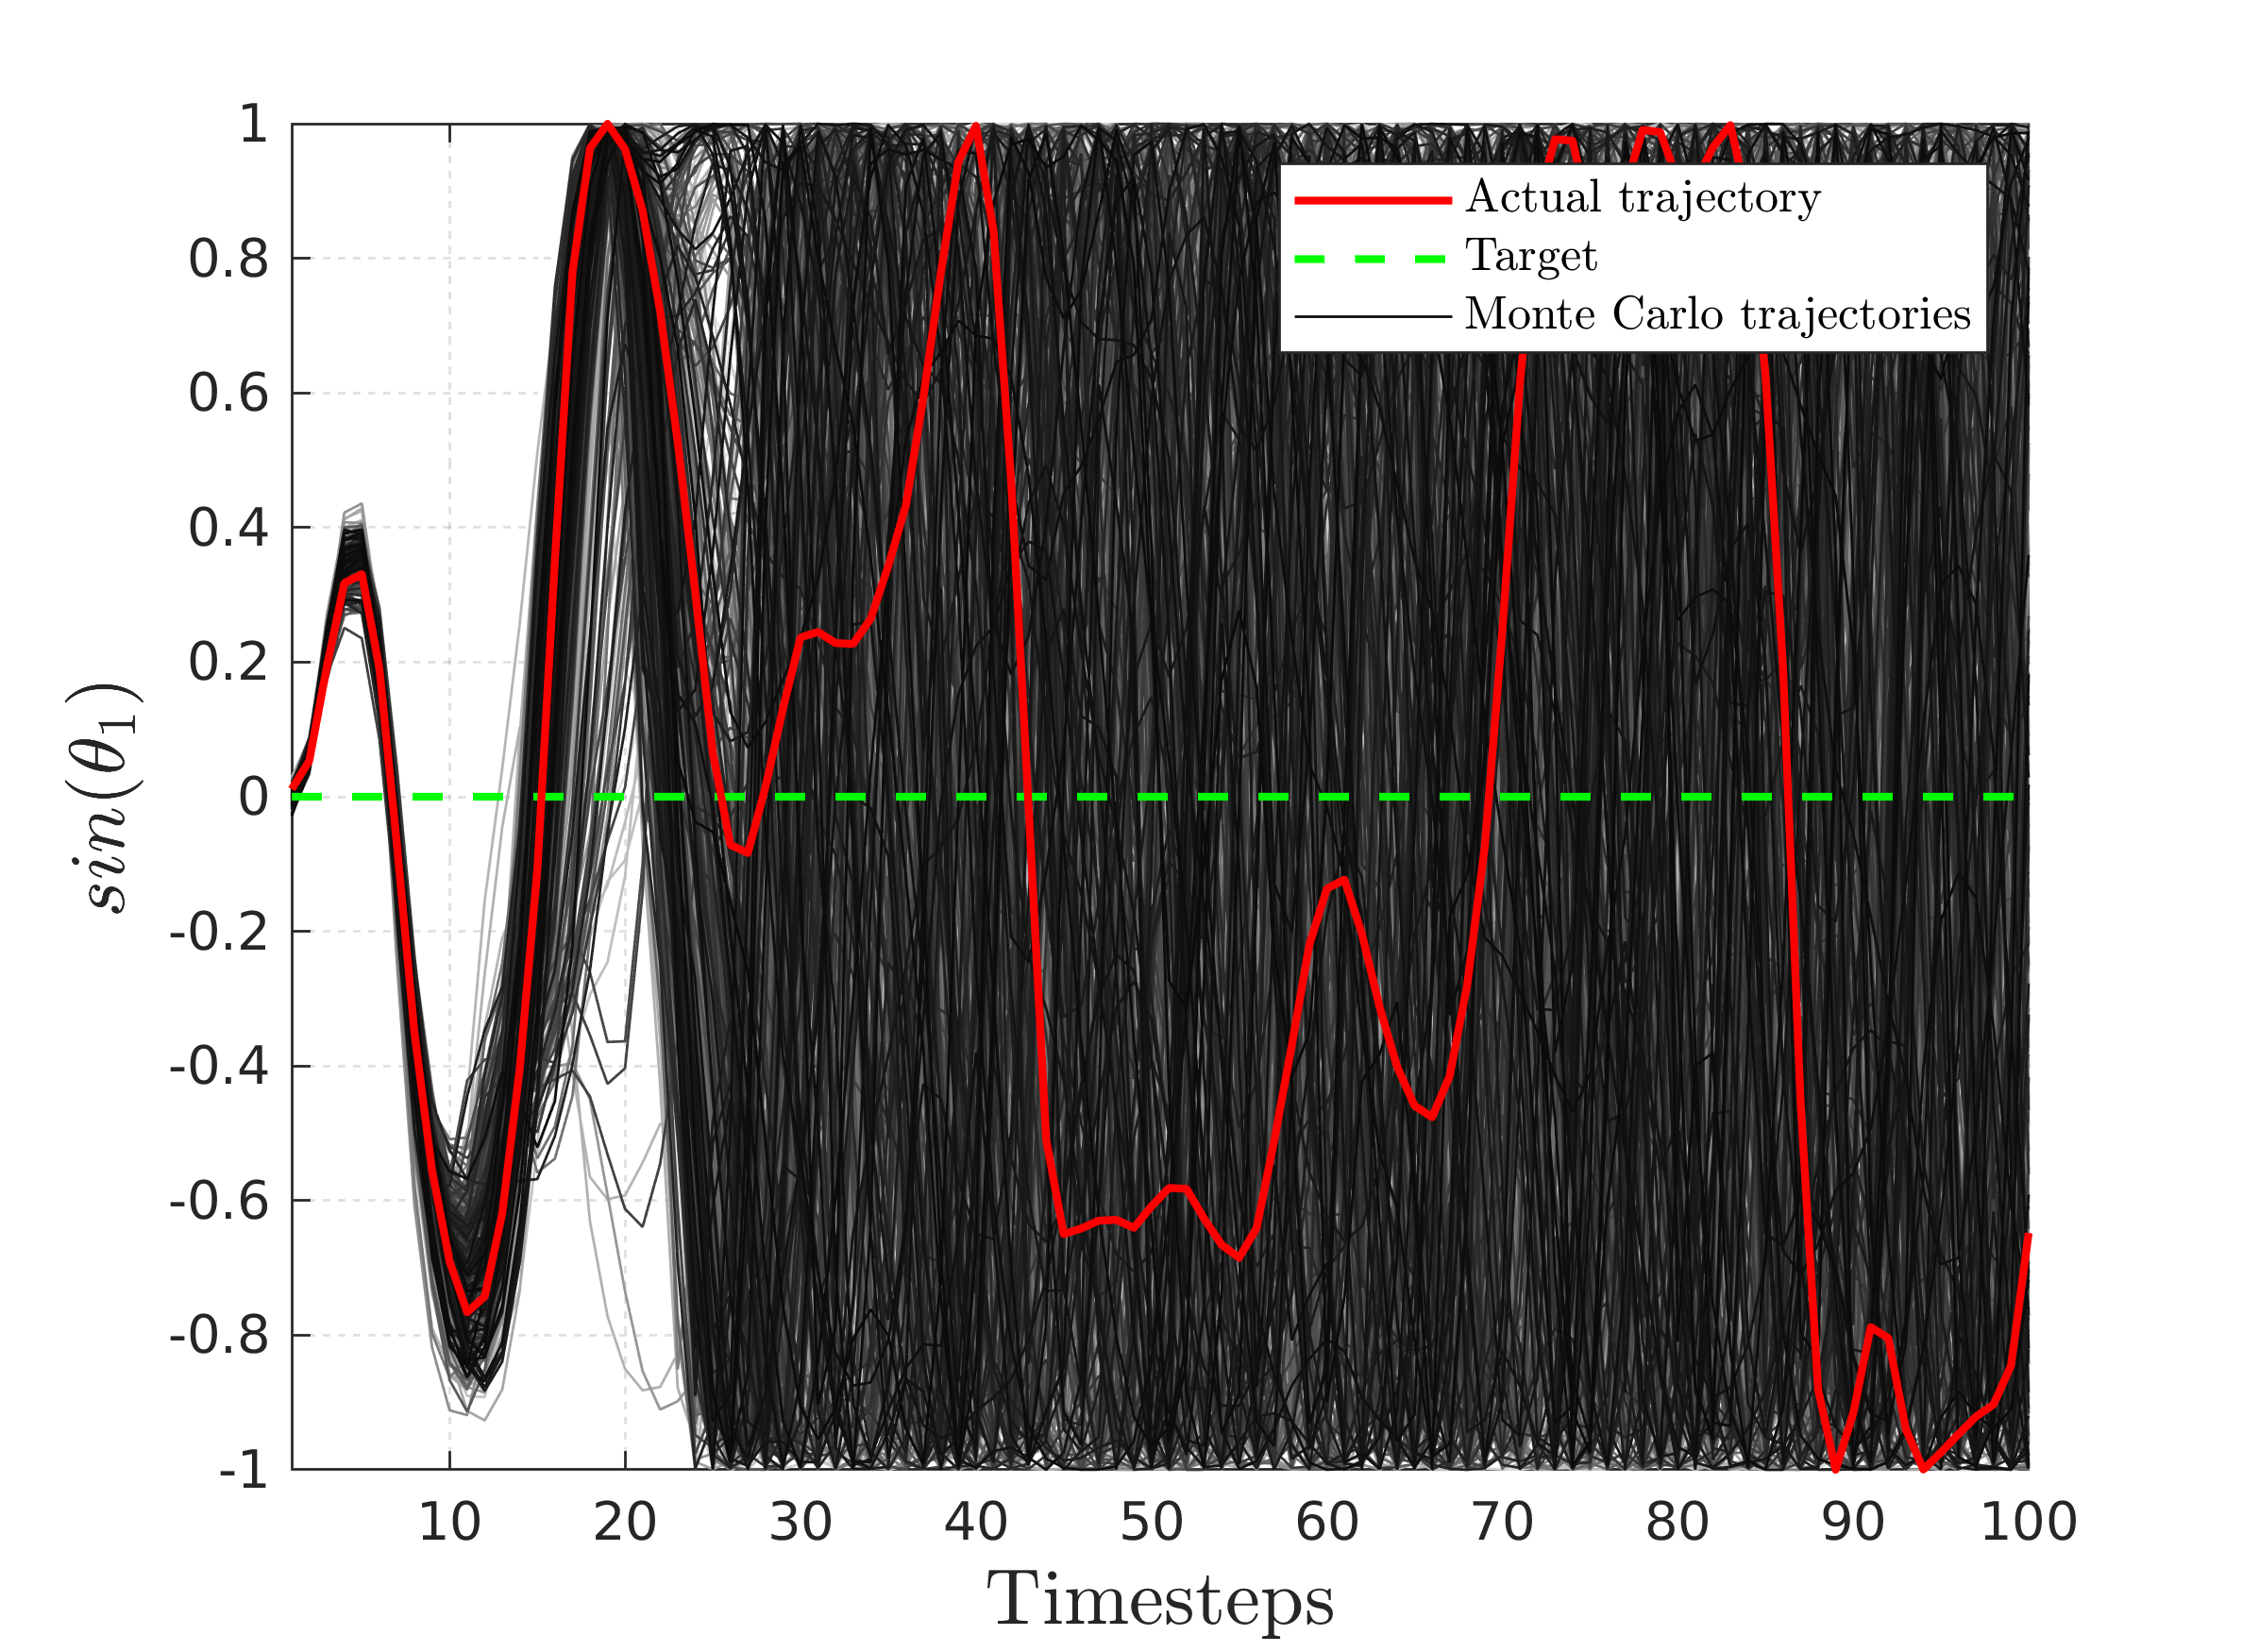 1
0.8
0.6
0.4
0.2
0
-0.2
-0.4
-0.6
-0.8
-1
sin(θ₁)
Actual trajectory
Target
Monte Carlo trajectories
10 20 30 40 50 60 70 80 90 100
Timesteps